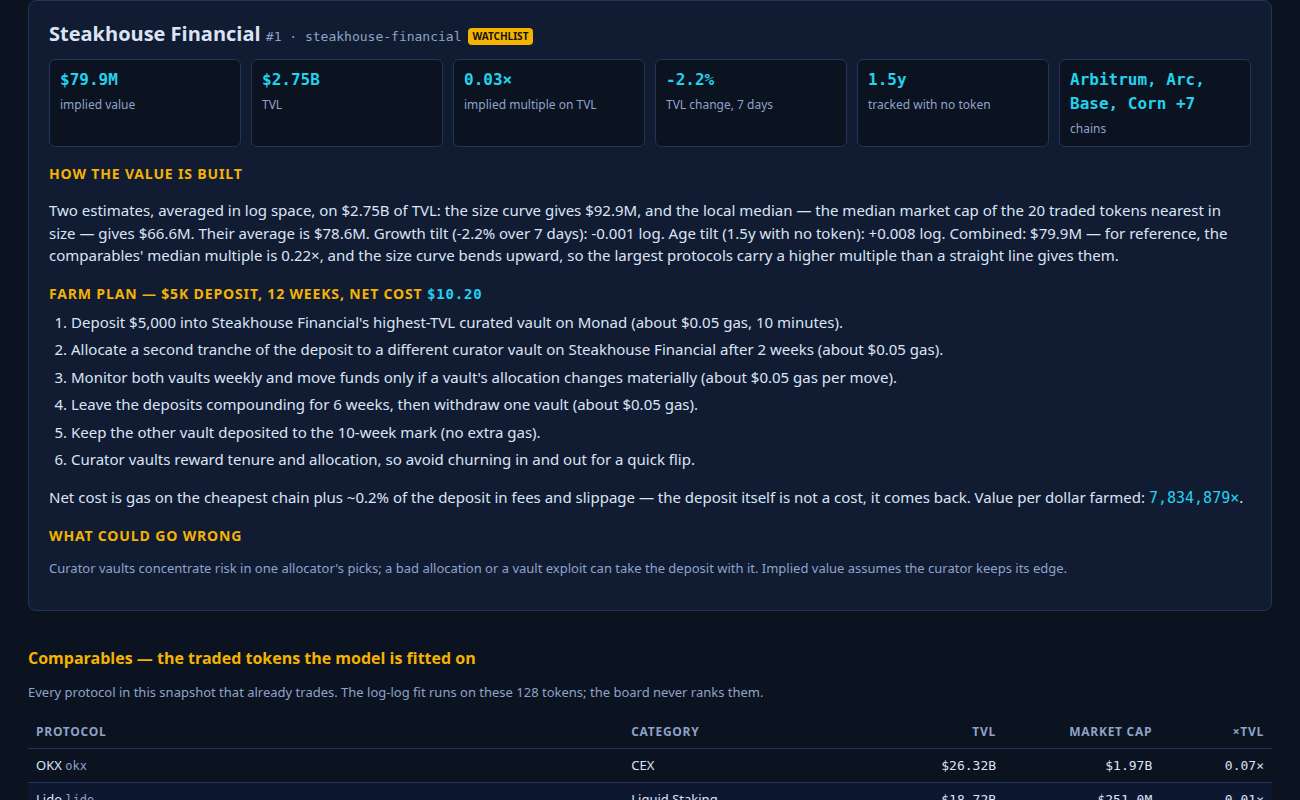 Steakhouse Financial #1 · steakhouse-financial WATCHLIST
$79.9M
implied value
$2.75B
TVL
0.03×
implied multiple on TVL
-2.2%
TVL change, 7 days
1.5y
tracked with no token
Arbitrum, Arc,
Base, Corn +7
chains
HOW THE VALUE IS BUILT
Two estimates, averaged in log space, on $2.75B of TVL: the size curve gives $92.9M, and the local median — the median market cap of the 20 traded tokens nearest in
size — gives $66.6M. Their average is $78.6M. Growth tilt (-2.2% over 7 days): -0.001 log. Age tilt (1.5y with no token): +0.008 log. Combined: $79.9M — for reference, the
comparables' median multiple is 0.22×, and the size curve bends upward, so the largest protocols carry a higher multiple than a straight line gives them.
FARM PLAN — $5K DEPOSIT, 12 WEEKS, NET COST $10.20
1. Deposit $5,000 into Steakhouse Financial's highest-TVL curated vault on Monad (about $0.05 gas, 10 minutes).
2. Allocate a second tranche of the deposit to a different curator vault on Steakhouse Financial after 2 weeks (about $0.05 gas).
3. Monitor both vaults weekly and move funds only if a vault's allocation changes materially (about $0.05 gas per move).
4. Leave the deposits compounding for 6 weeks, then withdraw one vault (about $0.05 gas).
5. Keep the other vault deposited to the 10-week mark (no extra gas).
6. Curator vaults reward tenure and allocation, so avoid churning in and out for a quick flip.
Net cost is gas on the cheapest chain plus ~0.2% of the deposit in fees and slippage — the deposit itself is not a cost, it comes back. Value per dollar farmed: 7,834,879×.
WHAT COULD GO WRONG
Curator vaults concentrate risk in one allocator's picks; a bad allocation or a vault exploit can take the deposit with it. Implied value assumes the curator keeps its edge.
Comparables — the traded tokens the model is fitted on
Every protocol in this snapshot that already trades. The log-log fit runs on these 128 tokens; the board never ranks them.
PROTOCOL CATEGORY TVL MARKET CAP ×TVL
OKX okx CEX $26.32B $1.97B 0.07×
Lido lido Liquid Staking $18.72B $251.0M 0.01×